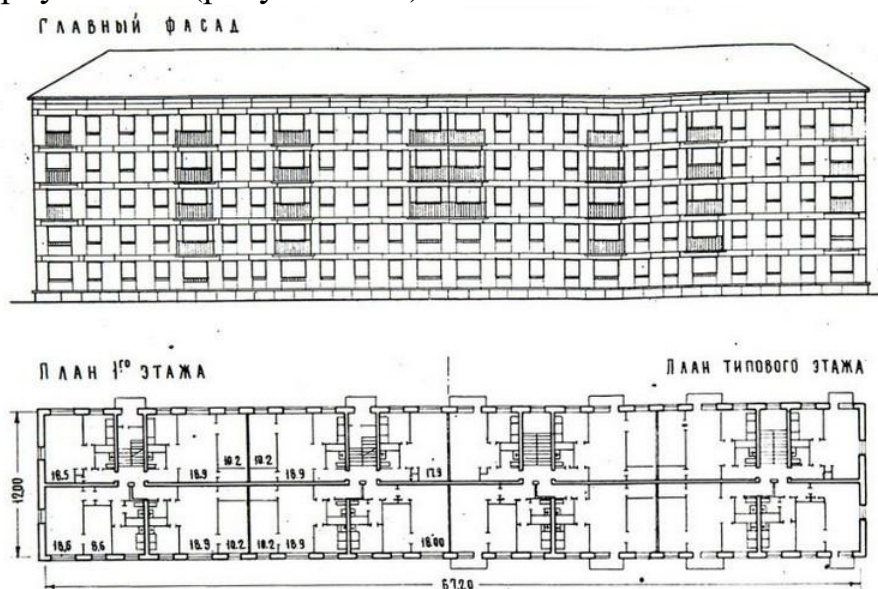 ГЛАВНЫЙ ФАСАД
ПЛАН 1ГО ЭТАЖА
ПЛАН ТИПОВОГО ЭТАЖА
10.2 10.2
18.5 18.9 18.9 17.9
1200
18.6 8.6 18.9 10.2 10.2 18.9 18.00
6720